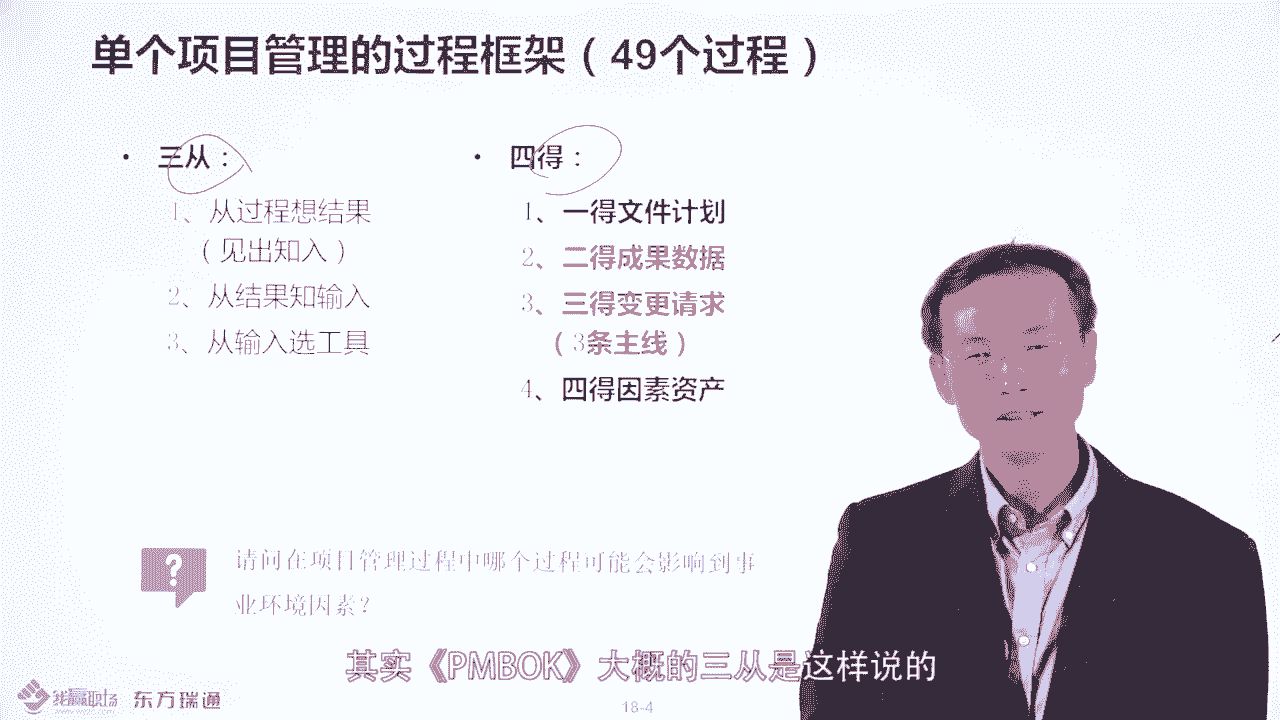 单个项目管理的过程框架（49个过程）
• 三从：
1、从过程想结果
（见出知入）
2、从结果知输入
3、从输入选工具
• 四得：
1、一得文件计划
2、二得成果数据
3、三得变更请求
（3条主线）
4、四得因素资产
?
请问在项目管理过程中哪个过程可能会影响到事
业环境因素？
其实《PMBOK》大概的三从是这样说的
我赢职场 东方瑞通
18-4